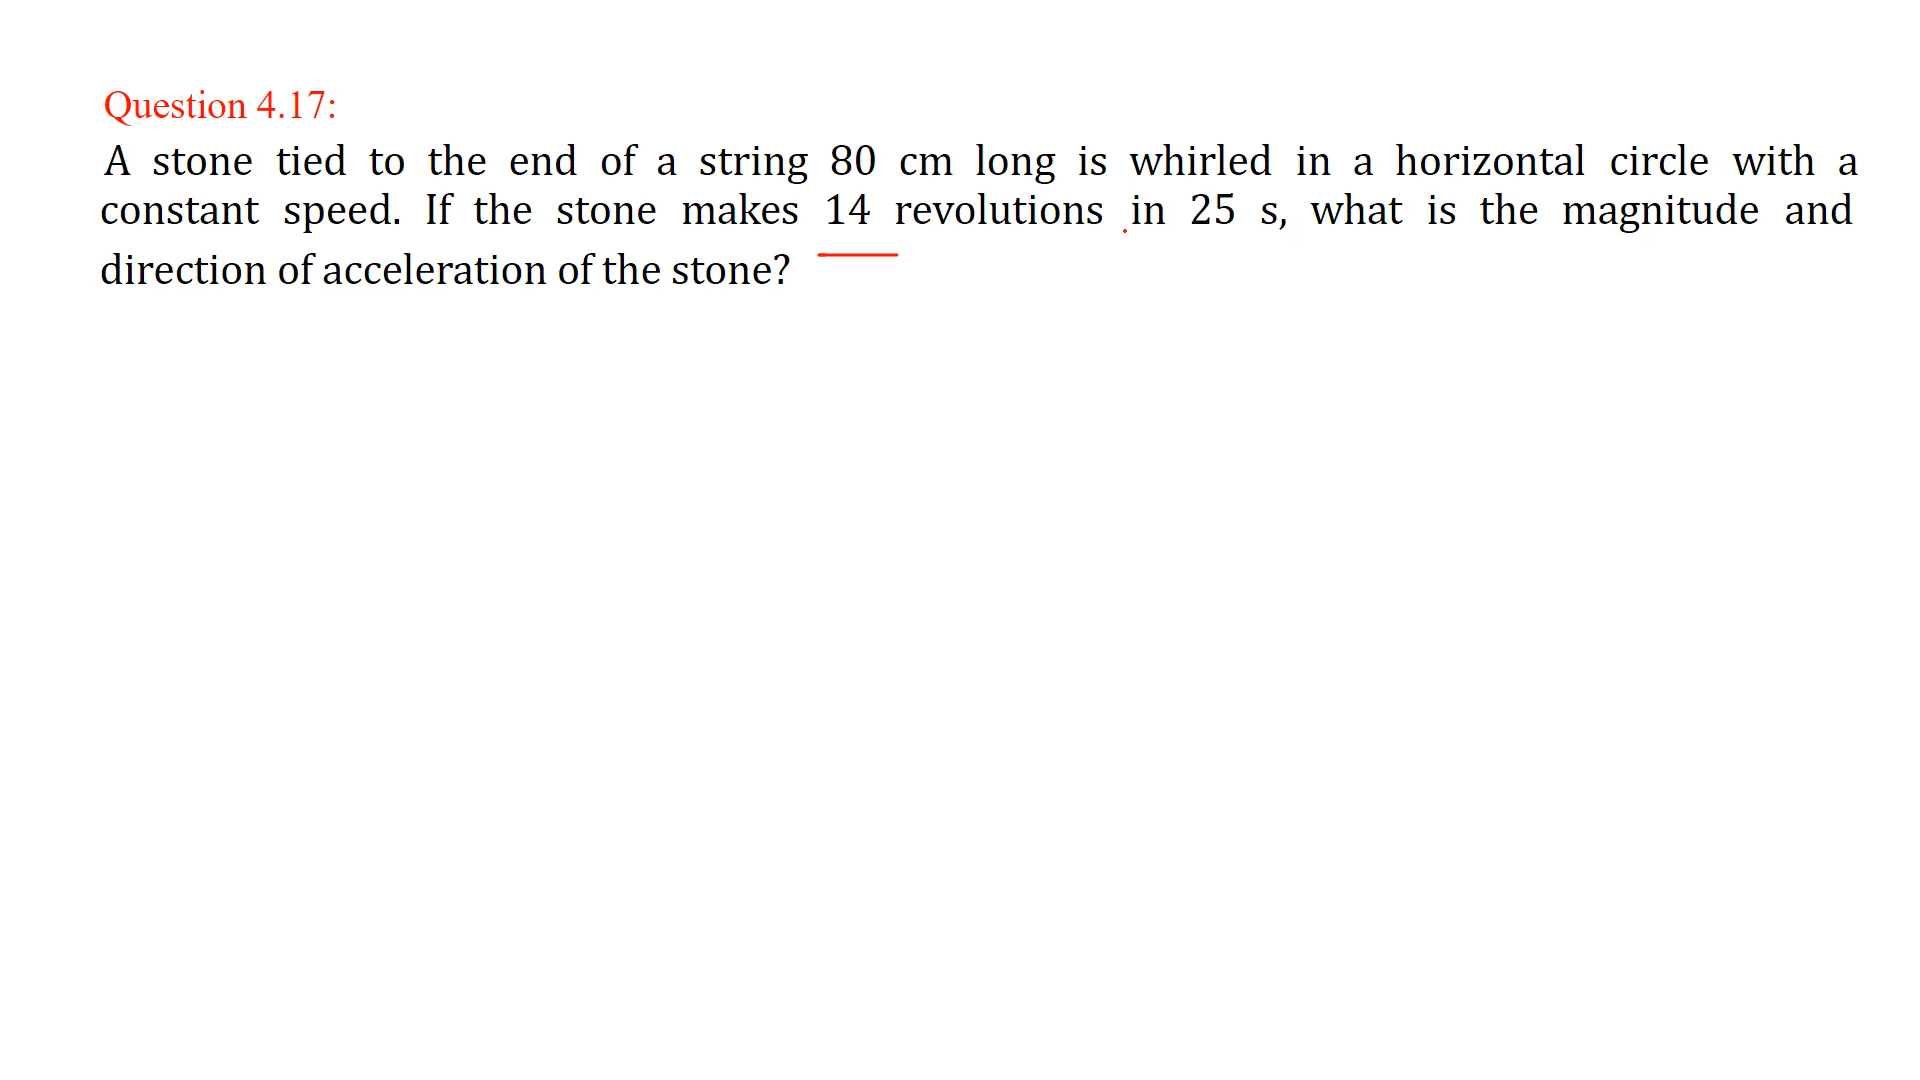 Question 4.17:
A stone tied to the end of a string 80 cm long is whirled in a horizontal circle with a
constant speed. If the stone makes 14 revolutions in 25 s, what is the magnitude and
direction of acceleration of the stone?